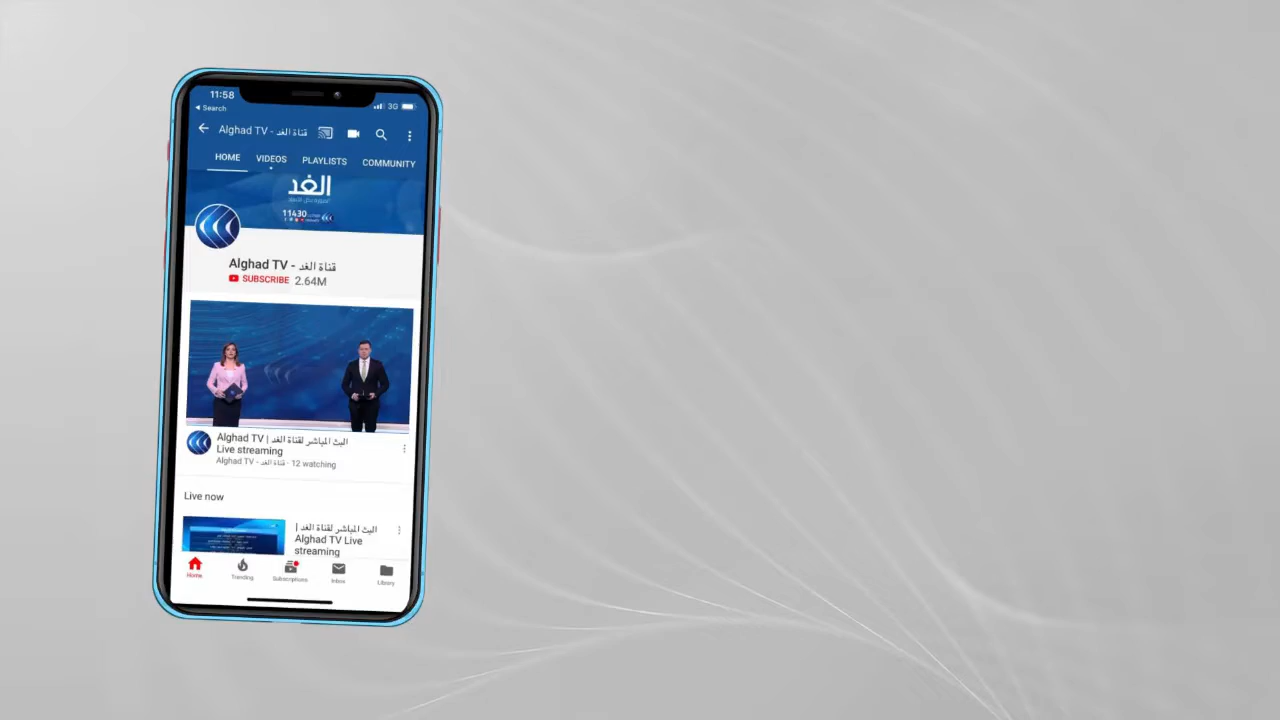 11:58
3G
Search
Alghad TV - قناة الغد
HOME VIDEOS PLAYLISTS COMMUNITY
الغد
11430
Alghad TV - قناة الغد
SUBSCRIBE 2.64M
Alghad TV | البث المباشر لقناة الغد
Live streaming
Alghad TV - قناة الغد · 12 watching
Live now
البث المباشر لقناة الغد |
Alghad TV Live
streaming
Home Trending Subscriptions Inbox Library